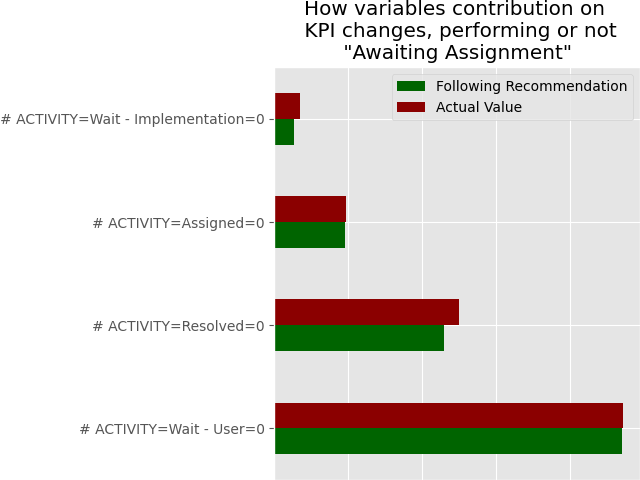 How variables contribution on
KPI changes, performing or not
"Awaiting Assignment"
Following Recommendation
Actual Value
# ACTIVITY=Wait - Implementation=0
# ACTIVITY=Assigned=0
# ACTIVITY=Resolved=0
# ACTIVITY=Wait - User=0